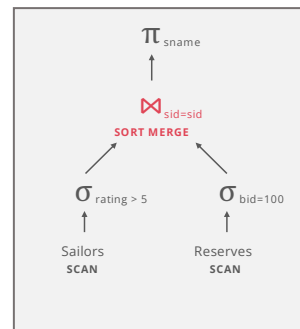 π sname
⋈ sid=sid
SORT MERGE
σ rating > 5 σ bid=100
Sailors Reserves
SCAN SCAN